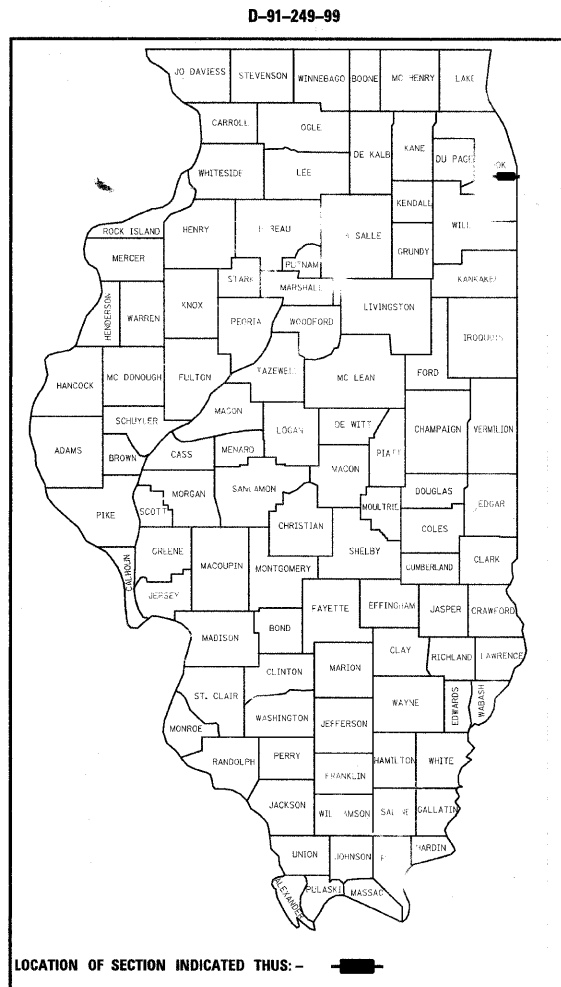 D-91-249-99
JO DAVIESS STEVENSON WINNEBAGO BOONE MC HENRY LAKE
CARROLL OGLE
DE KALB KANE DU PAGE OK
WHITESIDE LEE
KENDALL WILL
ROCK ISLAND HENRY BUREAU LA SALLE GRUNDY
MERCER PUTNAM
STARK MARSHALL KANKAKEE
HENDERSON WARREN KNOX PEORIA WOODFORD LIVINGSTON IROQUOIS
HANCOCK MC DONOUGH FULTON TAZEWELL MC LEAN FORD
SCHUYLER MASON LOGAN DE WITT CHAMPAIGN VERMILION
ADAMS BROWN CASS MENARD MACON PIATT
PIKE SCOTT MORGAN SANGAMON MOULTRIE DOUGLAS EDGAR
CHRISTIAN COLES
CALHOUN GREENE MACOUPIN MONTGOMERY SHELBY CUMBERLAND CLARK
JERSEY FAYETTE EFFINGHAM JASPER CRAWFORD
MADISON BOND
CLAY RICHLAND LAWRENCE
CLINTON MARION
ST. CLAIR WAYNE EDWARDS WABASH
MONROE WASHINGTON JEFFERSON
RANDOLPH PERRY HAMILTON WHITE
FRANKLIN
JACKSON WIL AMSON SALINE GALLATIN
UNION JOHNSON HARDIN
ALEXANDER PULASKI MASSAC
LOCATION OF SECTION INDICATED THUS: -